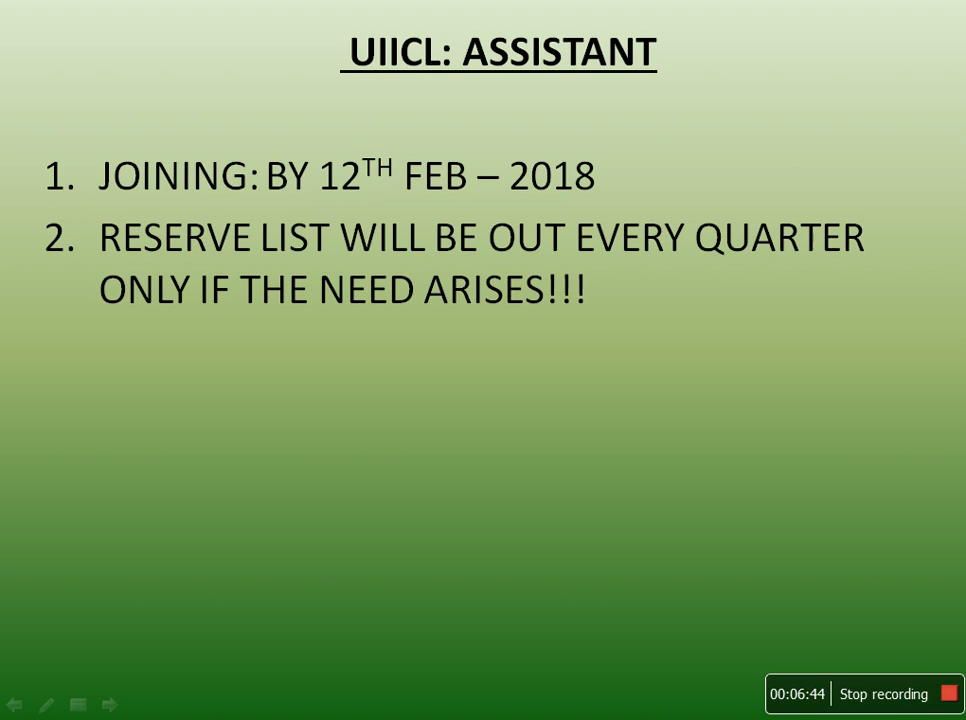 UIICL: ASSISTANT
1. JOINING: BY 12TH FEB – 2018
2. RESERVE LIST WILL BE OUT EVERY QUARTER
ONLY IF THE NEED ARISES!!!
00:06:44 Stop recording